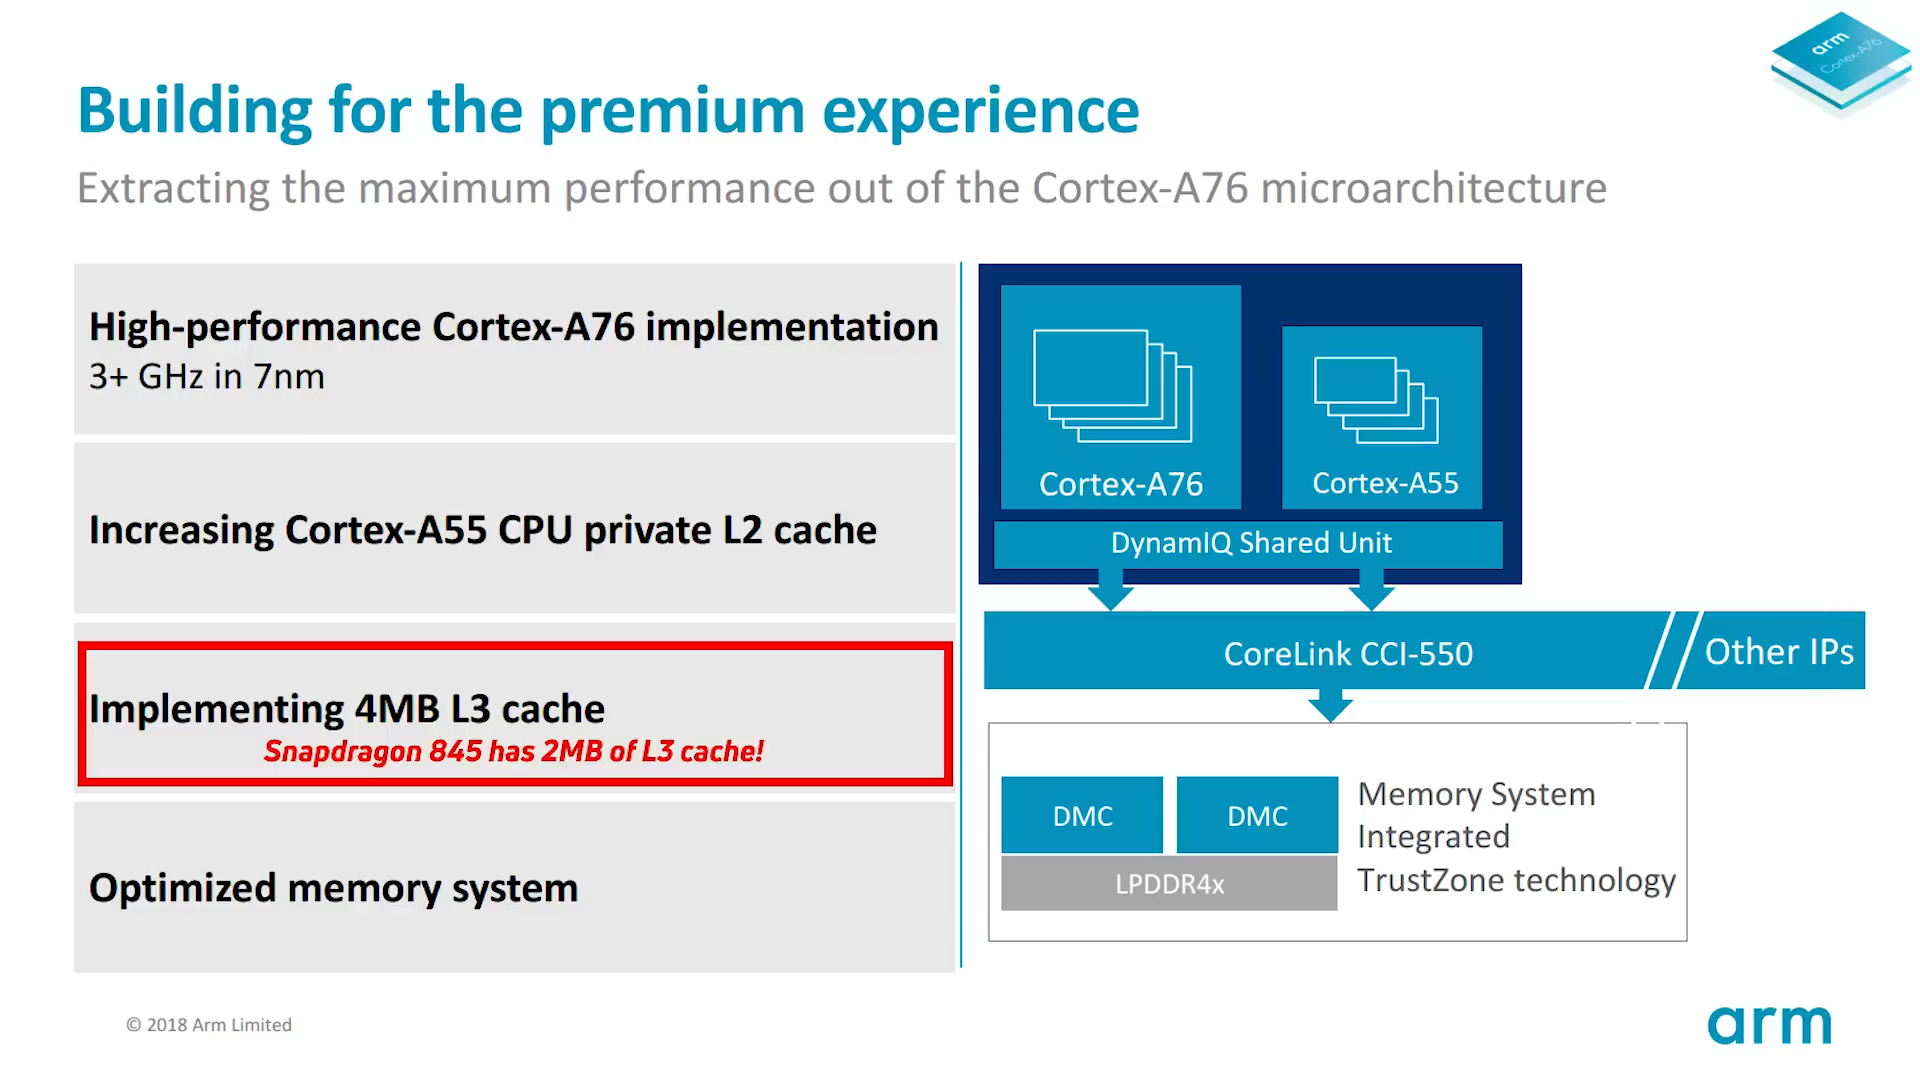 arm
Cortex-A76
Building for the premium experience
Extracting the maximum performance out of the Cortex-A76 microarchitecture
High-performance Cortex-A76 implementation
3+ GHz in 7nm
Increasing Cortex-A55 CPU private L2 cache
Implementing 4MB L3 cache
Snapdragon 845 has 2MB of L3 cache!
Optimized memory system
Cortex-A76
Cortex-A55
DynamIQ Shared Unit
CoreLink CCI-550
Other IPs
DMC
DMC
LPDDR4x
Memory System
Integrated
TrustZone technology
© 2018 Arm Limited
arm